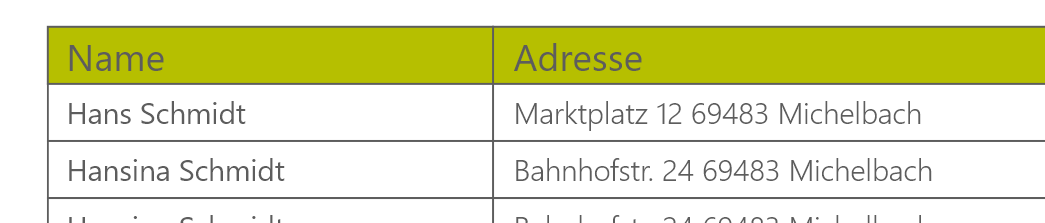 Name Adresse
Hans Schmidt Marktplatz 12 69483 Michelbach
Hansina Schmidt Bahnhofstr. 24 69483 Michelbach